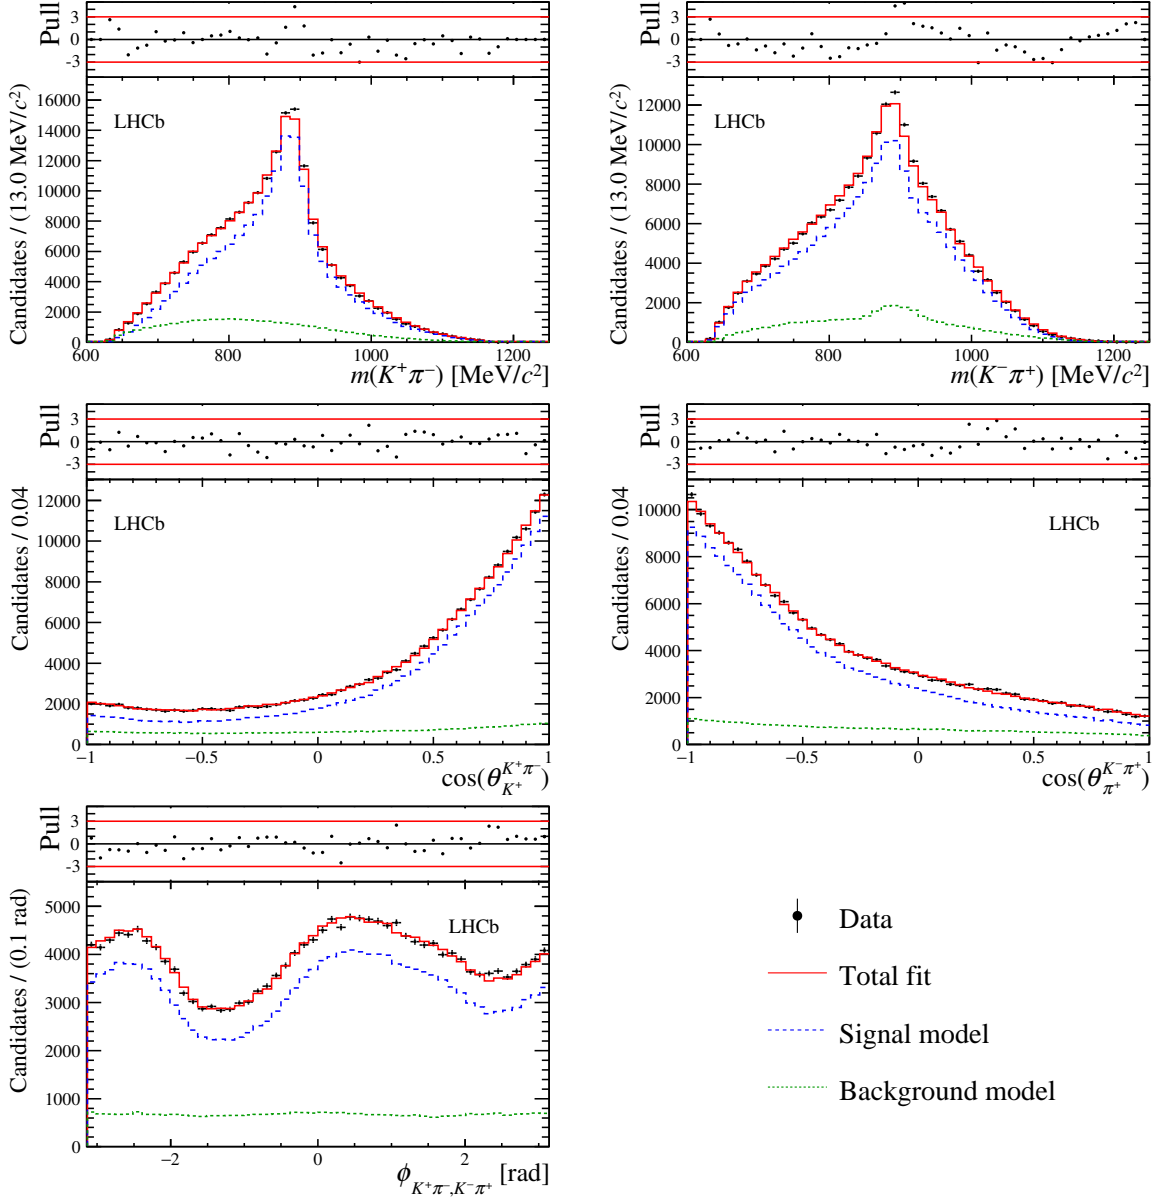 Pull
3
0
−3
Candidates / (13.0 MeV/c²)
16000
14000
12000
10000
8000
6000
4000
2000
0
LHCb
600 800 1000 1200
m(K⁺π⁻) [MeV/c²]
Pull
3
0
−3
Candidates / (13.0 MeV/c²)
12000
10000
8000
6000
4000
2000
0
LHCb
600 800 1000 1200
m(K⁻π⁺) [MeV/c²]
Pull
3
0
−3
Candidates / 0.04
12000
10000
8000
6000
4000
2000
0
LHCb
−1 −0.5 0 0.5 1
cos(θ_{K⁺}^{K⁺π⁻})
Pull
3
0
−3
Candidates / 0.04
10000
8000
6000
4000
2000
0
LHCb
−1 −0.5 0 0.5 1
cos(θ_{π⁺}^{K⁻π⁺})
Pull
3
0
−3
Candidates / (0.1 rad)
5000
4000
3000
2000
1000
0
LHCb
−2 0 2
ϕ_{K⁺π⁻,K⁻π⁺} [rad]
Data
Total fit
Signal model
Background model